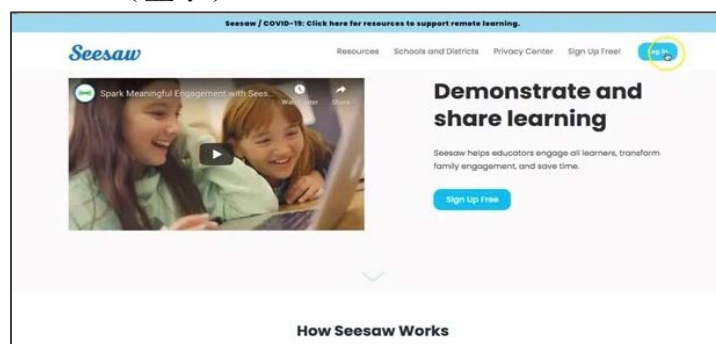 Seesaw / COVID-19: Click here for resources to support remote learning.
Seesaw
Resources Schools and Districts Privacy Center Sign Up Free! Log In
Spark Meaningful Engagement with Sees...
Watch later Share
Demonstrate and
share learning
Seesaw helps educators engage all learners, transform
family engagement, and save time.
Sign Up Free
How Seesaw Works